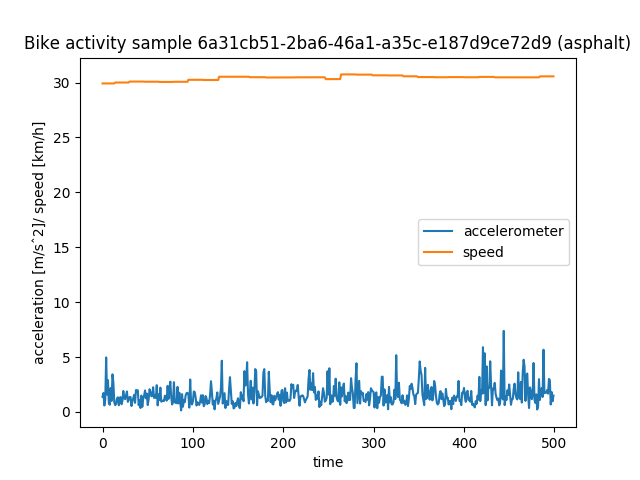 Bike activity sample 6a31cb51-2ba6-46a1-a35c-e187d9ce72d9 (asphalt)
acceleration [m/s^2]/ speed [km/h]
30
25
20
15
10
5
0
accelerometer
speed
0 100 200 300 400 500
time